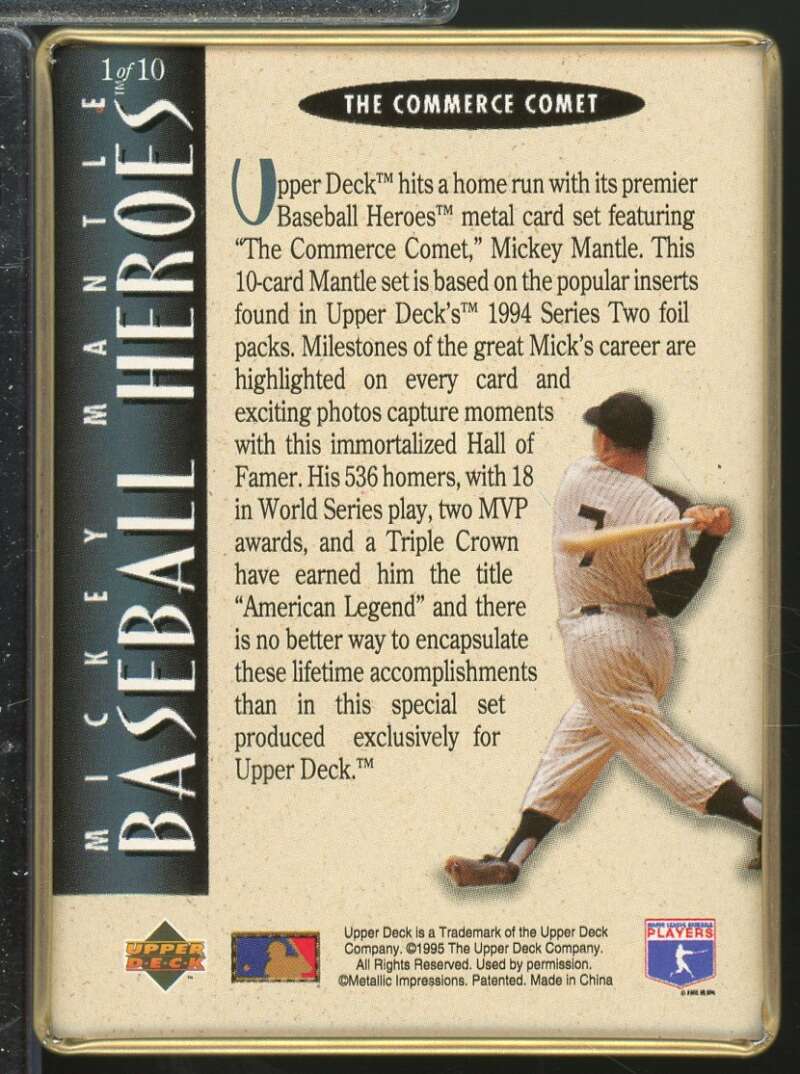 1 of 10
MICKEY MANTLE
BASEBALL HEROES™
THE COMMERCE COMET
Upper Deck™ hits a home run with its premier
Baseball Heroes™ metal card set featuring
“The Commerce Comet,” Mickey Mantle. This
10-card Mantle set is based on the popular inserts
found in Upper Deck’s™ 1994 Series Two foil
packs. Milestones of the great Mick’s career are
highlighted on every card and
exciting photos capture moments
with this immortalized Hall of
Famer. His 536 homers, with 18
in World Series play, two MVP
awards, and a Triple Crown
have earned him the title
“American Legend” and there
is no better way to encapsulate
these lifetime accomplishments
than in this special set
produced exclusively for
Upper Deck.™
7
UPPER
DECK
™
Upper Deck is a Trademark of the Upper Deck
Company. ©1995 The Upper Deck Company.
All Rights Reserved. Used by permission.
©Metallic Impressions. Patented. Made in China
MAJOR LEAGUE BASEBALL
PLAYERS